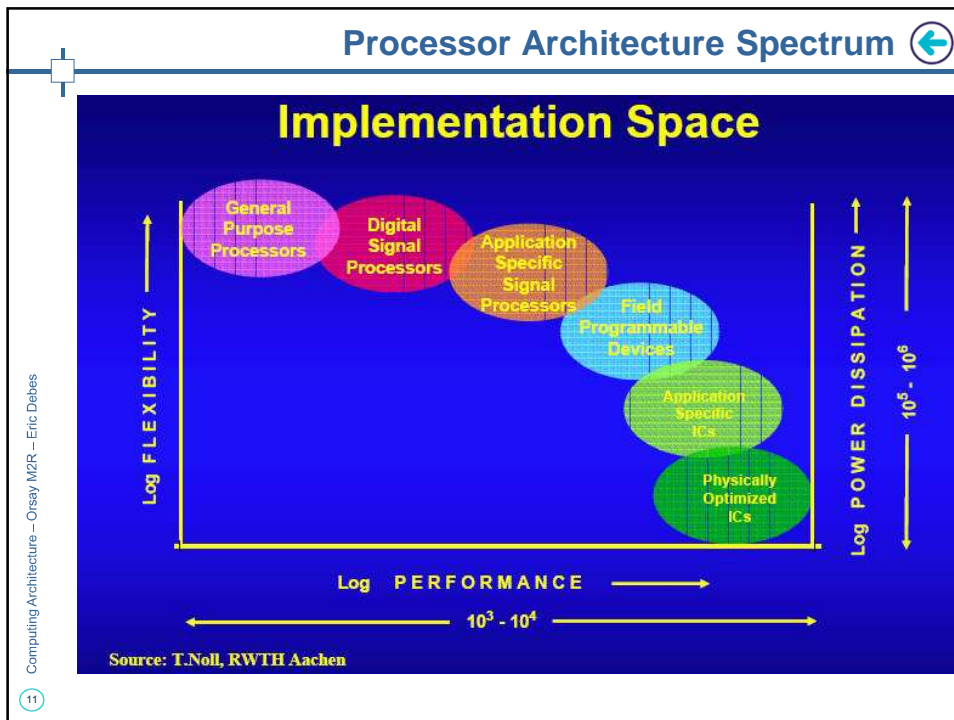 Processor Architecture Spectrum
Implementation Space
General
Purpose
Processors
Digital
Signal
Processors
Application
Specific
Signal
Processors
Field
Programmable
Devices
Application
Specific
ICs
Physically
Optimized
ICs
Log FLEXIBILITY
Log POWER DISSIPATION
10⁵ - 10⁶
Log PERFORMANCE
10³ - 10⁴
Source: T.Noll, RWTH Aachen
Computing Architecture – Orsay M2R – Eric Debes
11